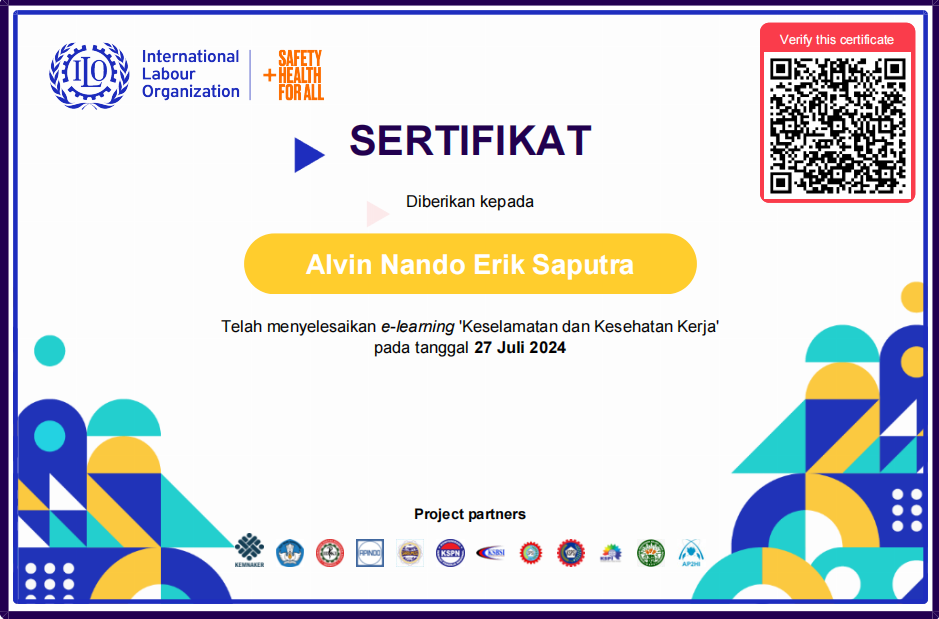 ILO
International
Labour
Organization
SAFETY
+ HEALTH
FOR ALL
Verify this certificate
SERTIFIKAT
Diberikan kepada
Alvin Nando Erik Saputra
Telah menyelesaikan e-learning 'Keselamatan dan Kesehatan Kerja'
pada tanggal 27 Juli 2024
Project partners
KEMNAKER
APINDO
KSPN
KSBSI
AP2HI